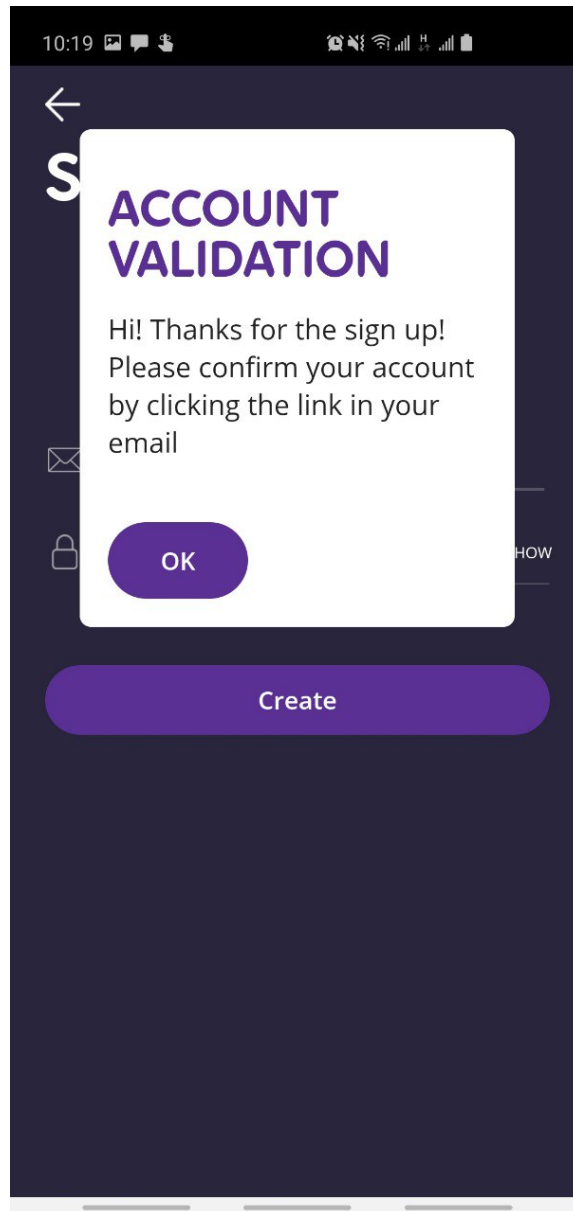 10:19
H
S
ACCOUNT
VALIDATION
Hi! Thanks for the sign up!
Please confirm your account
by clicking the link in your
email
HOW
OK
Create